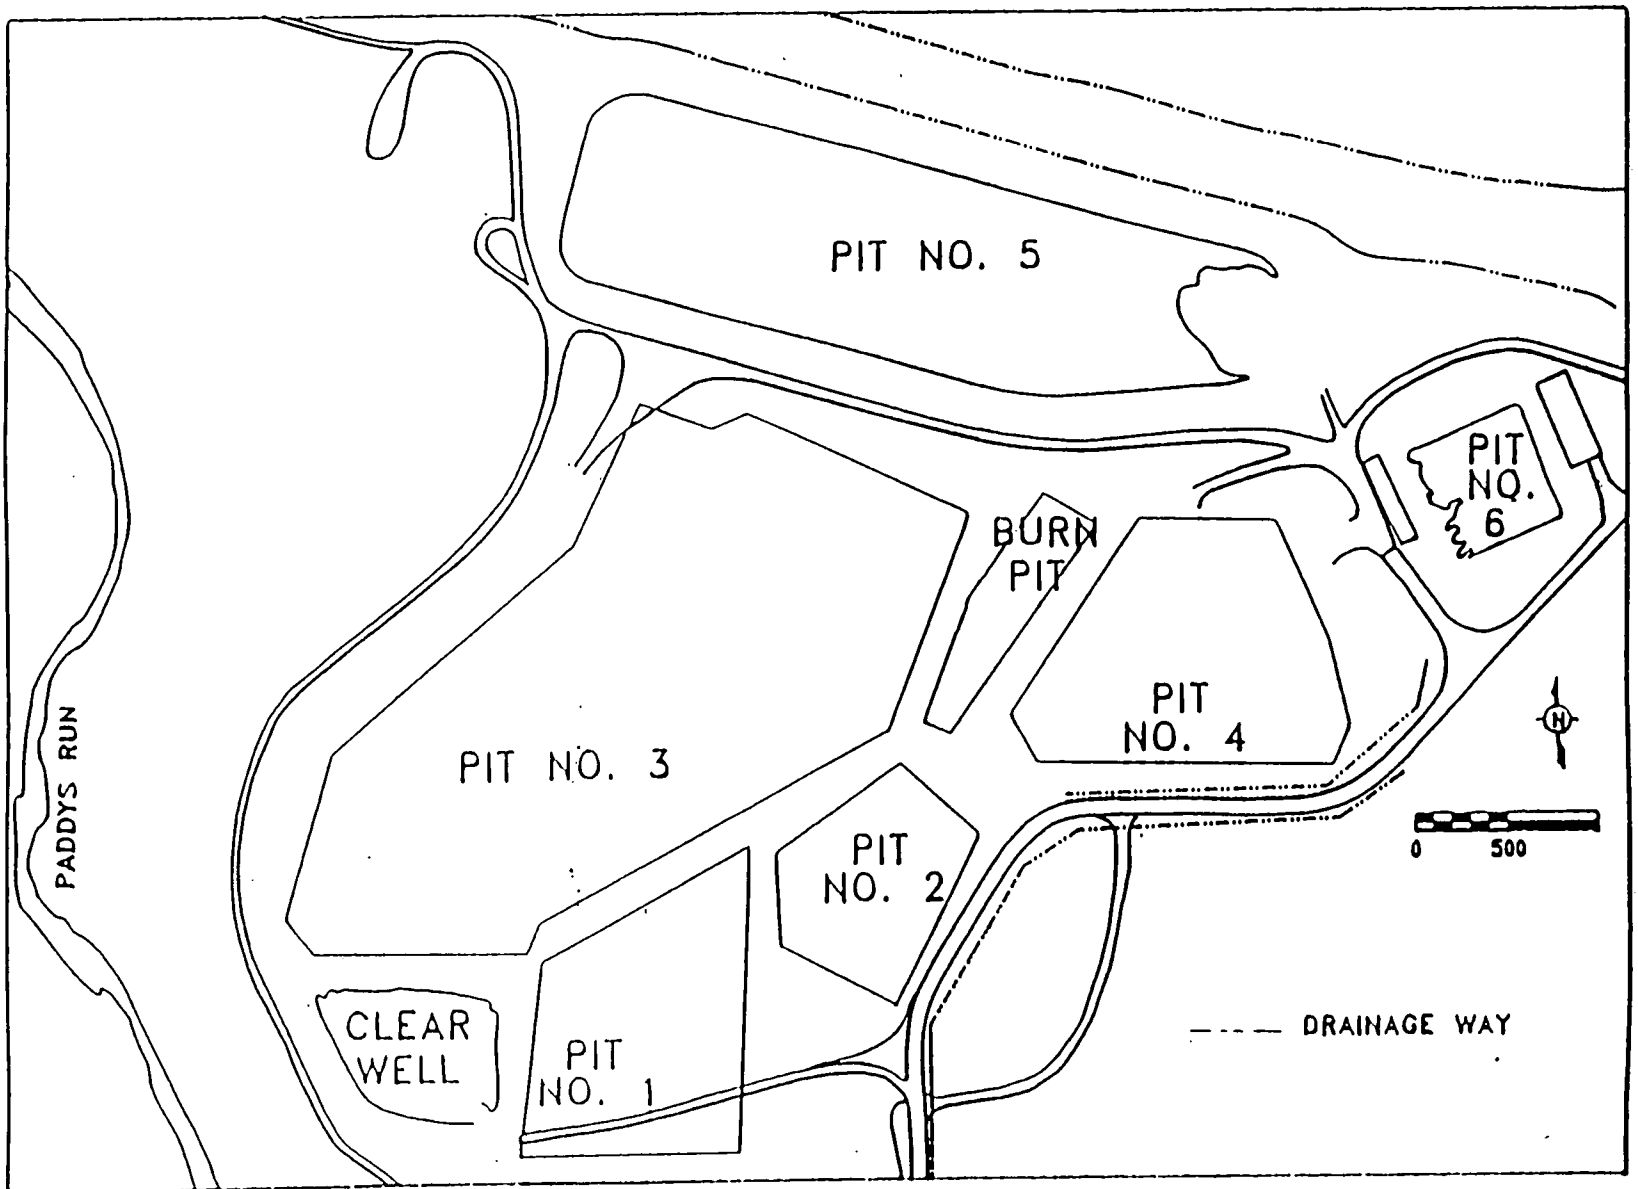 PIT NO. 5
PIT
NO.
6
BURN
PIT
PIT
NO. 4
N
PIT NO. 3
PADDYS RUN
PIT
NO. 2
0 500
CLEAR
WELL
PIT
NO. 1
DRAINAGE WAY